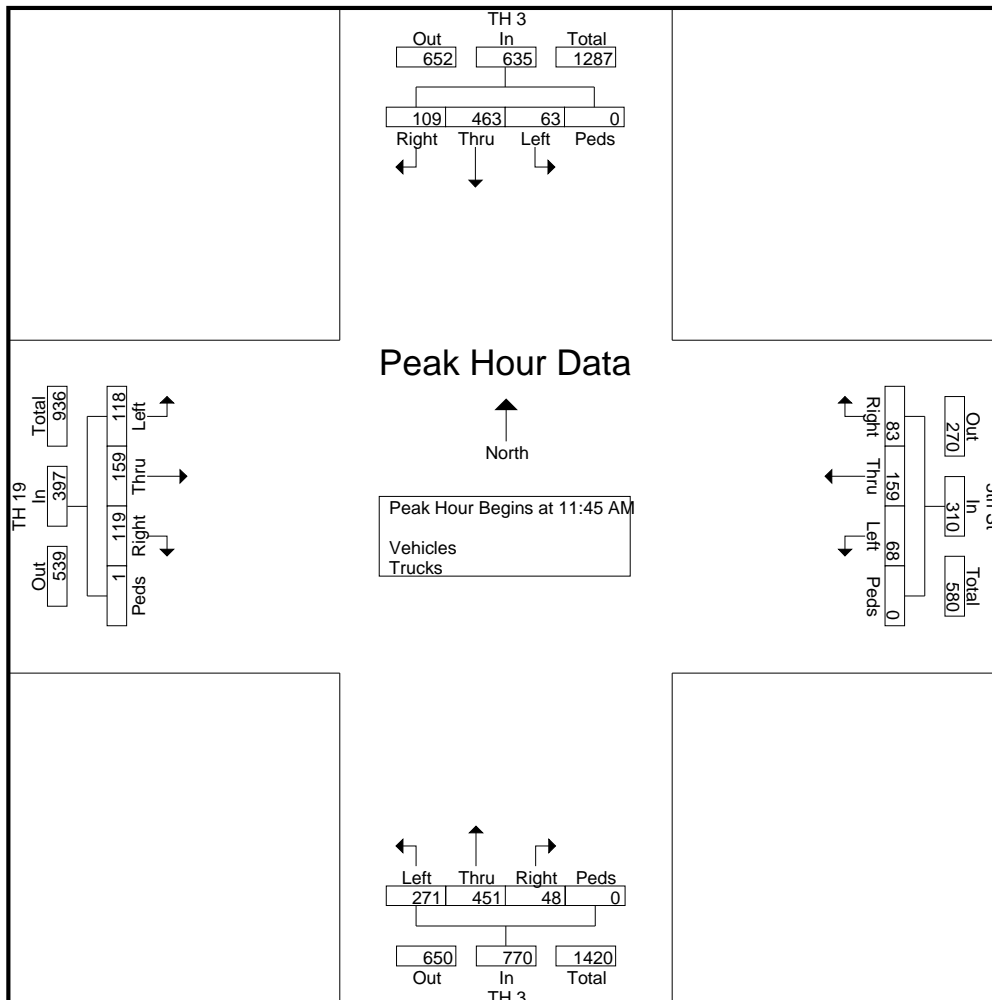 TH 3
Out In Total
652 635 1287
109 463 63 0
Right Thru Left Peds
Peak Hour Data
North
Peak Hour Begins at 11:45 AM
Vehicles
Trucks
TH 19
Total In Out
936 397 539
118 159 119 1
Left Thru Right Peds
Right Thru Left Peds
83 159 68 0
Out In Total
270 310 580
Left Thru Right Peds
271 451 48 0
650 770 1420
Out In Total
TH 3